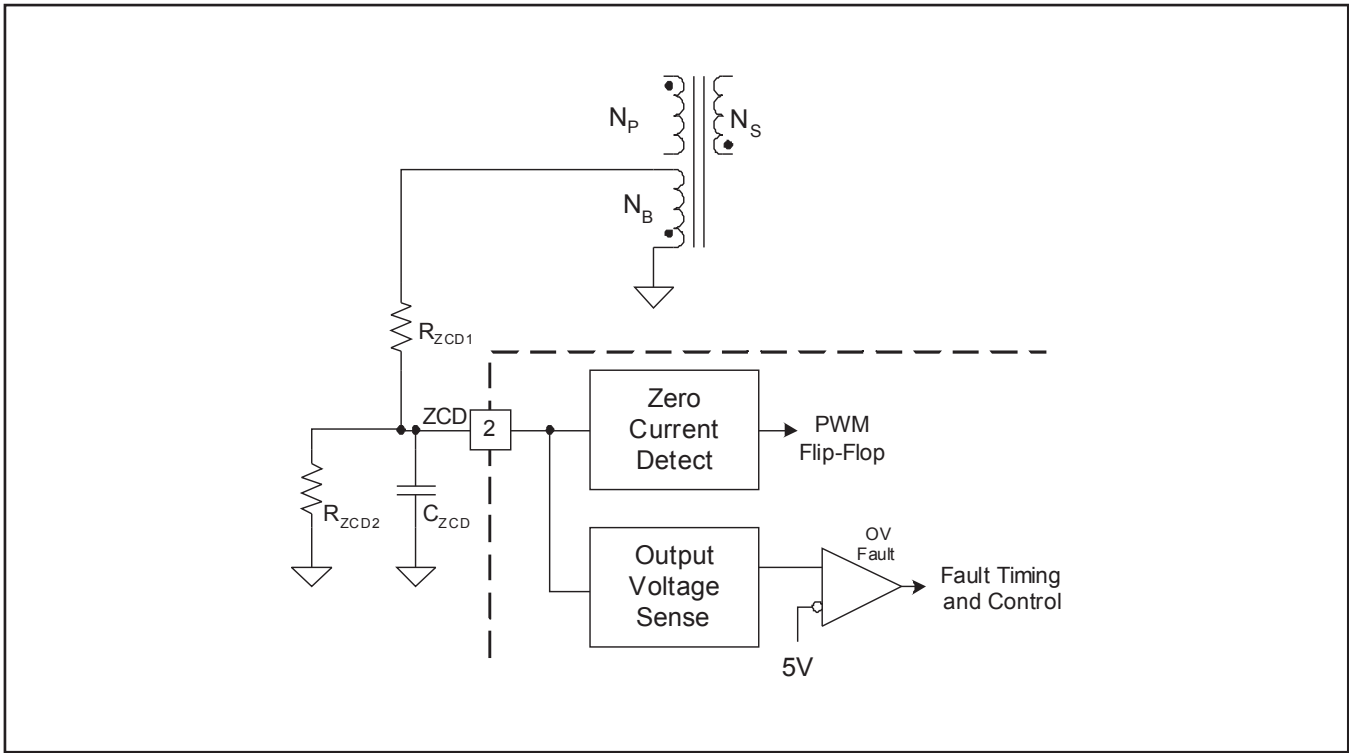 N_P
N_S
N_B
R_ZCD1
ZCD
2
Zero
Current
Detect
PWM
Flip-Flop
R_ZCD2
C_ZCD
Output
Voltage
Sense
OV
Fault
Fault Timing
and Control
5V